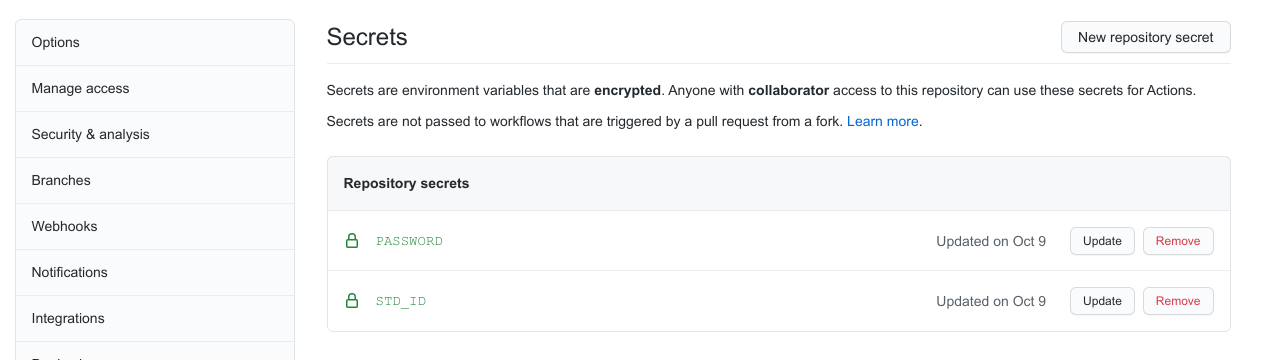 Options
Manage access
Security & analysis
Branches
Webhooks
Notifications
Integrations
Secrets
New repository secret
Secrets are environment variables that are encrypted. Anyone with collaborator access to this repository can use these secrets for Actions.
Secrets are not passed to workflows that are triggered by a pull request from a fork. Learn more.
Repository secrets
PASSWORD Updated on Oct 9 Update Remove
STD_ID Updated on Oct 9 Update Remove